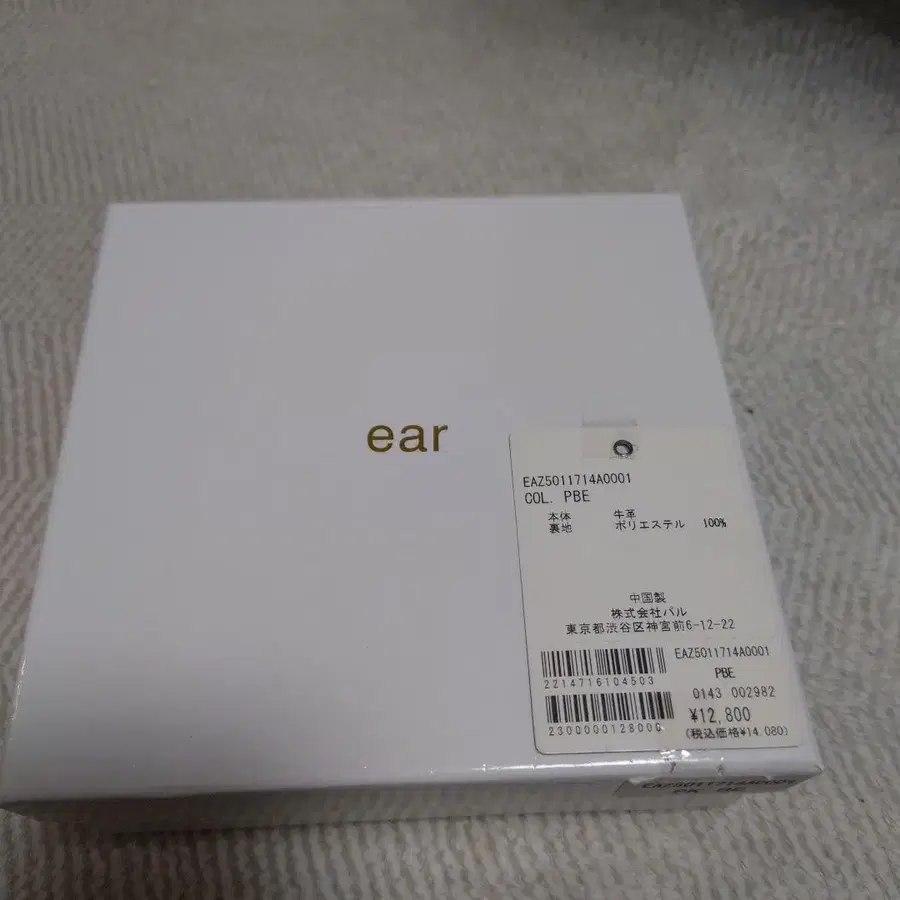 ear
EAZ5011714A0001
COL. PBE
本体 牛革
裏地 ポリエステル 100%
中国製
株式会社パル
東京都渋谷区神宮前6-12-22
EAZ5011714A0001
PBE
2214716104503
0143 002982
¥12,800
2300000128000
(税込価格¥14,080)
EAZ5011714A0001